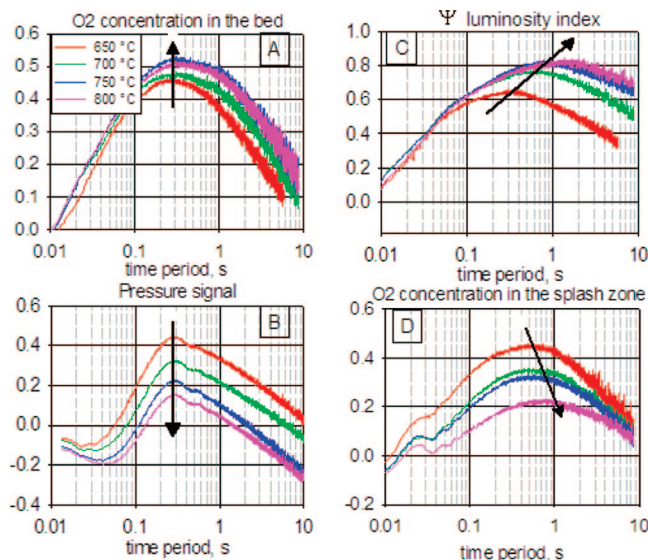 O2 concentration in the bed
A
650 °C
700 °C
750 °C
800 °C
0.6
0.5
0.4
0.3
0.2
0.1
0.0
0.01 0.1 1 10
time period, s
Ψ luminosity index
C
1.0
0.8
0.6
0.4
0.2
0.0
0.01 0.1 1 10
time period, s
Pressure signal
B
0.6
0.4
0.2
0.0
-0.2
-0.4
0.01 0.1 1 10
time period, s
O2 concentration in the splash zone
D
0.6
0.4
0.2
0.0
-0.2
0.01 0.1 1 10
time period, s